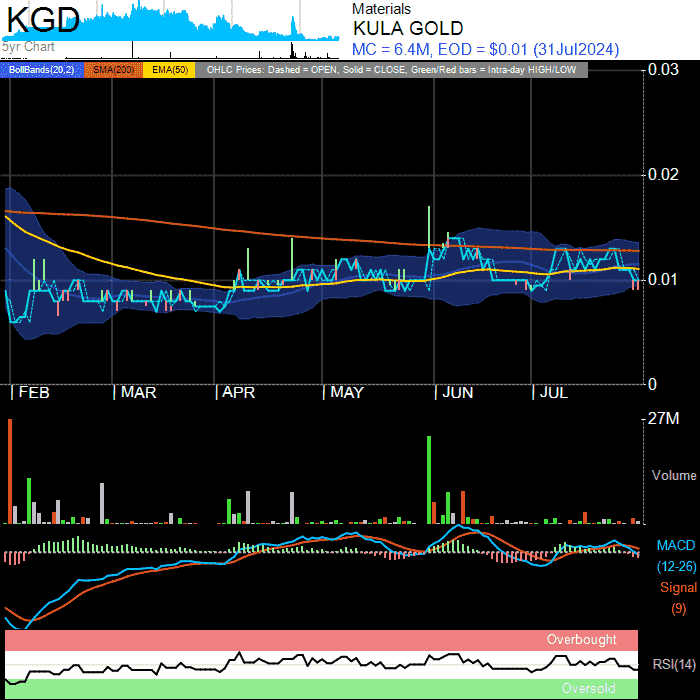 KGD
5yr Chart
Materials
KULA GOLD
MC = 6.4M, EOD = $0.01 (31Jul2024)
BollBands(20,2) SMA(200) EMA(50) OHLC Prices: Dashed = OPEN, Solid = CLOSE, Green/Red bars = Intra-day HIGH/LOW
0.03
0.02
0.01
0
| FEB | MAR | APR | MAY | JUN | JUL
27M
Volume
MACD
(12-26)
Signal
(9)
Overbought
RSI(14)
Oversold